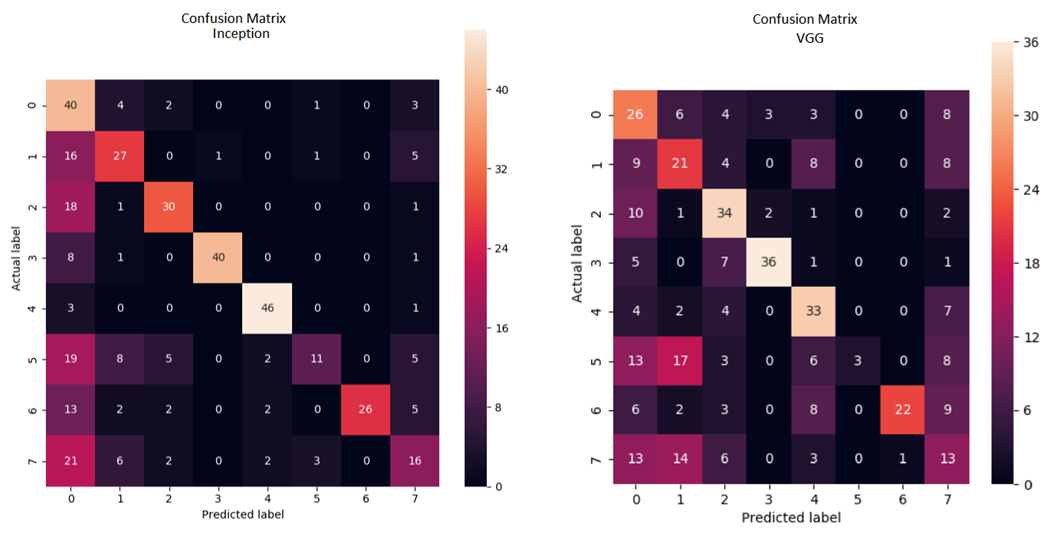 Confusion Matrix
Inception
Actual label
0 40 4 2 0 0 1 0 3
1 16 27 0 1 0 1 0 5
2 18 1 30 0 0 0 0 1
3 8 1 0 40 0 0 0 1
4 3 0 0 0 46 0 0 1
5 19 8 5 0 2 11 0 5
6 13 2 2 0 2 0 26 5
7 21 6 2 0 2 3 0 16
0 1 2 3 4 5 6 7
Predicted label
40
32
24
16
8
0
Confusion Matrix
VGG
Actual label
0 26 6 4 3 3 0 0 8
1 9 21 4 0 8 0 0 8
2 10 1 34 2 1 0 0 2
3 5 0 7 36 1 0 0 1
4 4 2 4 0 33 0 0 7
5 13 17 3 0 6 3 0 8
6 6 2 3 0 8 0 22 9
7 13 14 6 0 3 0 1 13
0 1 2 3 4 5 6 7
Predicted label
36
30
24
18
12
6
0